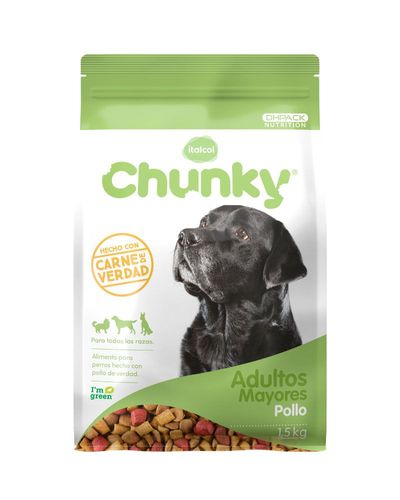 DHPACK
NUTRITION
italcol
Chunky®
HECHO CON
CARNE DE
VERDAD
Para todas las razas.
Alimento para
perros hecho con
pollo de verdad.
I'm
green
Adultos
Mayores
Pollo
1.5 kg